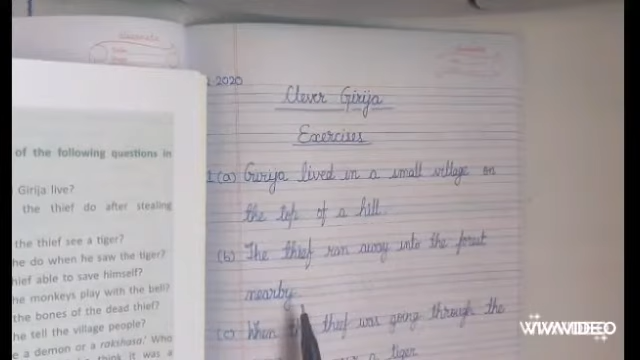 2020
Clever Girija
Exercises
of the following questions in
Girija live?
the thief do after stealing
the thief see a tiger?
he do when he saw the tiger?
hief able to save himself?
he monkeys play with the bell?
the bones of the dead thief?
he tell the village people?
e a demon or a rakshasa.' Who
think it was a
1(a) Girija lived in a small village on
the top of a hill.
(b) The thief ran away into the forest
nearby.
(c) When thief was going through the
a tiger
VIVAVIDEO